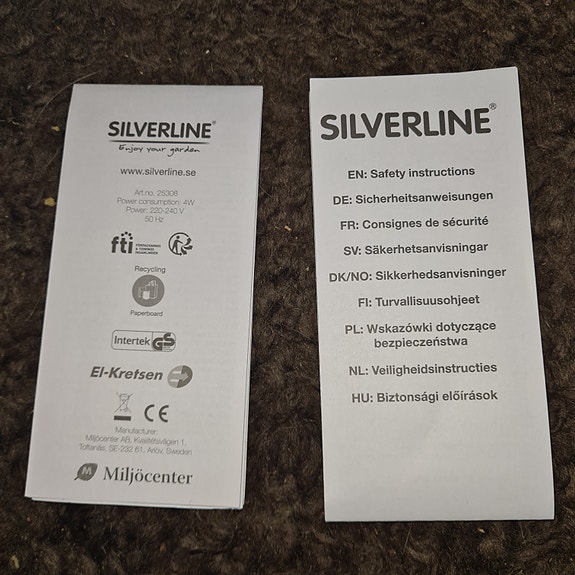 SILVERLINE®
Enjoy your garden
www.silverline.se
Art.no. 25308
Power consumption: 4W
Power: 220-240 V
50 Hz
fti
Recycling
Paperboard
Intertek GS
El-Kretsen
CE
Manufacturer:
Miljöcenter AB, Kvalitétsvägen 1,
Toftanäs, SE-232 61, Arlöv, Sweden
M Miljöcenter
SILVERLINE®
EN: Safety instructions
DE: Sicherheitsanweisungen
FR: Consignes de sécurité
SV: Säkerhetsanvisningar
DK/NO: Sikkerhedsanvisninger
FI: Turvallisuusohjeet
PL: Wskazówki dotyczące
bezpieczeństwa
NL: Veiligheidsinstructies
HU: Biztonsági előírások